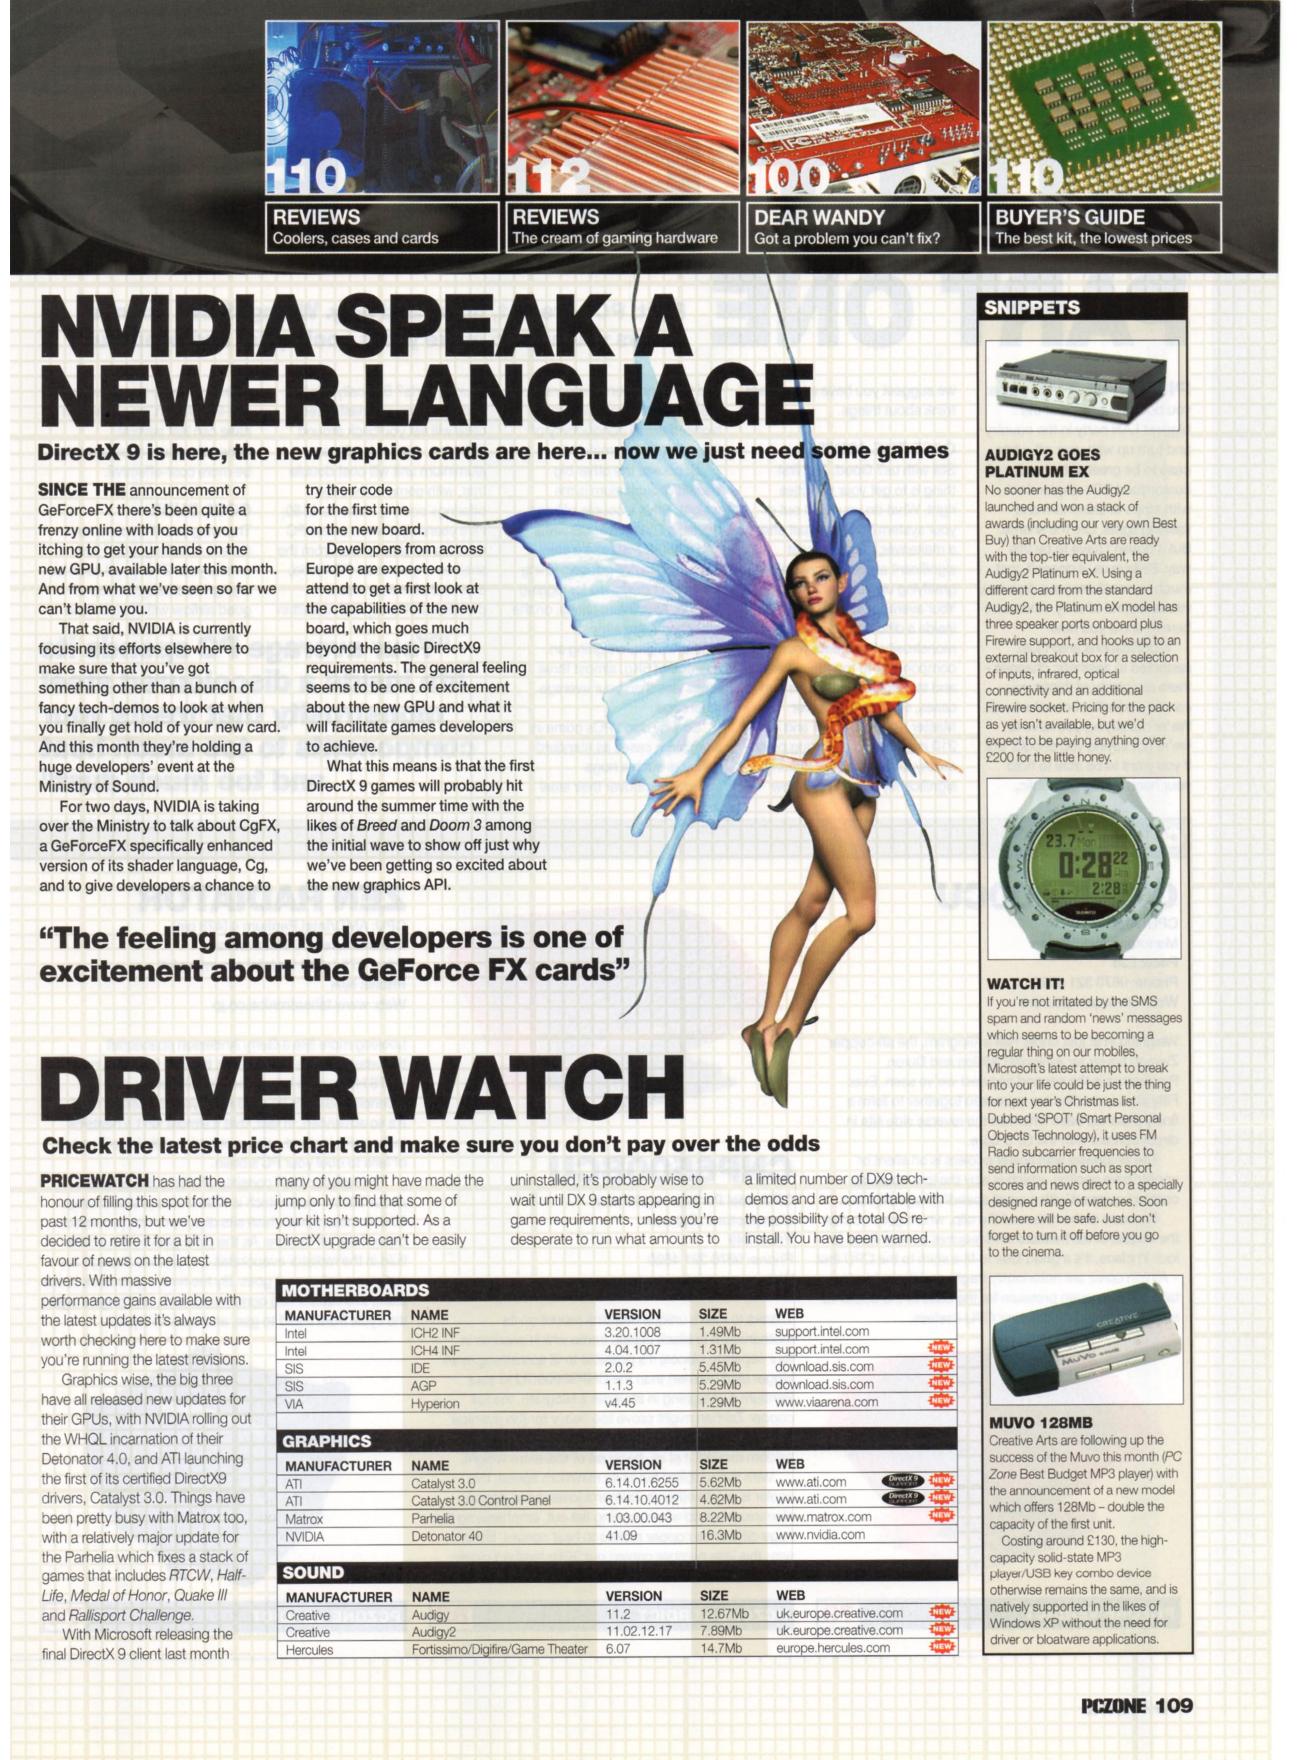 110
REVIEWS
Coolers, cases and cards
112
REVIEWS
The cream of gaming hardware
100
DEAR WANDY
Got a problem you can't fix?
110
BUYER'S GUIDE
The best kit, the lowest prices
NVIDIA SPEAK A
NEWER LANGUAGE
DirectX 9 is here, the new graphics cards are here... now we just need some games
SINCE THE announcement of
GeForceFX there's been quite a
frenzy online with loads of you
itching to get your hands on the
new GPU, available later this month.
And from what we've seen so far we
can't blame you.
That said, NVIDIA is currently
focusing its efforts elsewhere to
make sure that you've got
something other than a bunch of
fancy tech-demos to look at when
you finally get hold of your new card.
And this month they're holding a
huge developers' event at the
Ministry of Sound.
For two days, NVIDIA is taking
over the Ministry to talk about CgFX,
a GeForceFX specifically enhanced
version of its shader language, Cg,
and to give developers a chance to
try their code
for the first time
on the new board.
Developers from across
Europe are expected to
attend to get a first look at
the capabilities of the new
board, which goes much
beyond the basic DirectX9
requirements. The general feeling
seems to be one of excitement
about the new GPU and what it
will facilitate games developers
to achieve.
What this means is that the first
DirectX 9 games will probably hit
around the summer time with the
likes of Breed and Doom 3 among
the initial wave to show off just why
we've been getting so excited about
the new graphics API.
"The feeling among developers is one of
excitement about the GeForce FX cards"
DRIVER WATCH
Check the latest price chart and make sure you don't pay over the odds
PRICEWATCH has had the
honour of filling this spot for the
past 12 months, but we've
decided to retire it for a bit in
favour of news on the latest
drivers. With massive
performance gains available with
the latest updates it's always
worth checking here to make sure
you're running the latest revisions.
Graphics wise, the big three
have all released new updates for
their GPUs, with NVIDIA rolling out
the WHQL incarnation of their
Detonator 4.0, and ATI launching
the first of its certified DirectX9
drivers, Catalyst 3.0. Things have
been pretty busy with Matrox too,
with a relatively major update for
the Parhelia which fixes a stack of
games that includes RTCW, Half-
Life, Medal of Honor, Quake III
and Rallisport Challenge.
With Microsoft releasing the
final DirectX 9 client last month
many of you might have made the
jump only to find that some of
your kit isn't supported. As a
DirectX upgrade can't be easily
uninstalled, it's probably wise to
wait until DX 9 starts appearing in
game requirements, unless you're
desperate to run what amounts to
a limited number of DX9 tech-
demos and are comfortable with
the possibility of a total OS re-
install. You have been warned.
MOTHERBOARDS
MANUFACTURER NAME VERSION SIZE WEB
Intel ICH2 INF 3.20.1008 1.49Mb support.intel.com
Intel ICH4 INF 4.04.1007 1.31Mb support.intel.com NEW
SIS IDE 2.0.2 5.45Mb download.sis.com NEW
SIS AGP 1.1.3 5.29Mb download.sis.com NEW
VIA Hyperion v4.45 1.29Mb www.viaarena.com NEW
GRAPHICS
MANUFACTURER NAME VERSION SIZE WEB
ATI Catalyst 3.0 6.14.01.6255 5.62Mb www.ati.com DirectX 9 NEW
ATI Catalyst 3.0 Control Panel 6.14.10.4012 4.62Mb www.ati.com DirectX 9 NEW
Matrox Parhelia 1.03.00.043 8.22Mb www.matrox.com NEW
NVIDIA Detonator 40 41.09 16.3Mb www.nvidia.com
SOUND
MANUFACTURER NAME VERSION SIZE WEB
Creative Audigy 11.2 12.67Mb uk.europe.creative.com NEW
Creative Audigy2 11.02.12.17 7.89Mb uk.europe.creative.com NEW
Hercules Fortissimo/Digifire/Game Theater 6.07 14.7Mb europe.hercules.com NEW
SNIPPETS
AUDIGY2 GOES
PLATINUM EX
No sooner has the Audigy2
launched and won a stack of
awards (including our very own Best
Buy) than Creative Arts are ready
with the top-tier equivalent, the
Audigy2 Platinum eX. Using a
different card from the standard
Audigy2, the Platinum eX model has
three speaker ports onboard plus
Firewire support, and hooks up to an
external breakout box for a selection
of inputs, infrared, optical
connectivity and an additional
Firewire socket. Pricing for the pack
as yet isn't available, but we'd
expect to be paying anything over
£200 for the little honey.
23.7 Mon
0:28 22
2:28
SUUNTO
WATCH IT!
If you're not irritated by the SMS
spam and random 'news' messages
which seems to be becoming a
regular thing on our mobiles,
Microsoft's latest attempt to break
into your life could be just the thing
for next year's Christmas list.
Dubbed 'SPOT' (Smart Personal
Objects Technology), it uses FM
Radio subcarrier frequencies to
send information such as sport
scores and news direct to a specially
designed range of watches. Soon
nowhere will be safe. Just don't
forget to turn it off before you go
to the cinema.
CREATIVE
MuVo
MUVO 128MB
Creative Arts are following up the
success of the Muvo this month (PC
Zone Best Budget MP3 player) with
the announcement of a new model
which offers 128Mb – double the
capacity of the first unit.
Costing around £130, the high-
capacity solid-state MP3
player/USB key combo device
otherwise remains the same, and is
natively supported in the likes of
Windows XP without the need for
driver or bloatware applications.
PCZONE 109